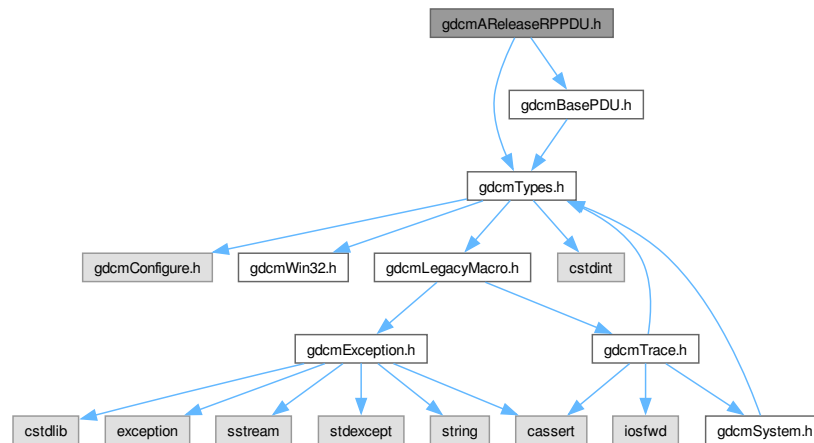 gdcmAReleaseRPPDU.h
gdcmBasePDU.h
gdcmTypes.h
gdcmConfigure.h
gdcmWin32.h
gdcmLegacyMacro.h
cstdint
gdcmException.h
gdcmTrace.h
cstdlib
exception
sstream
stdexcept
string
cassert
iosfwd
gdcmSystem.h